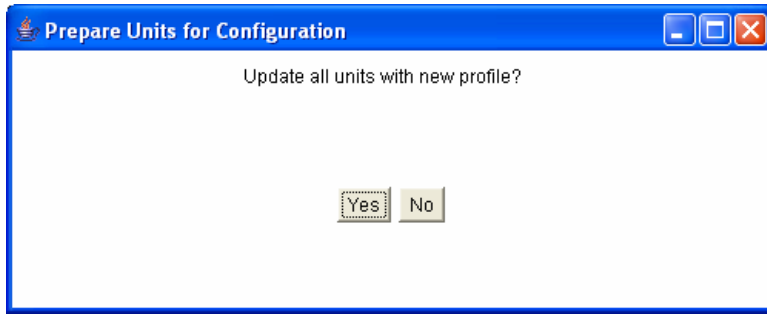 Prepare Units for Configuration
Update all units with new profile?
Yes No